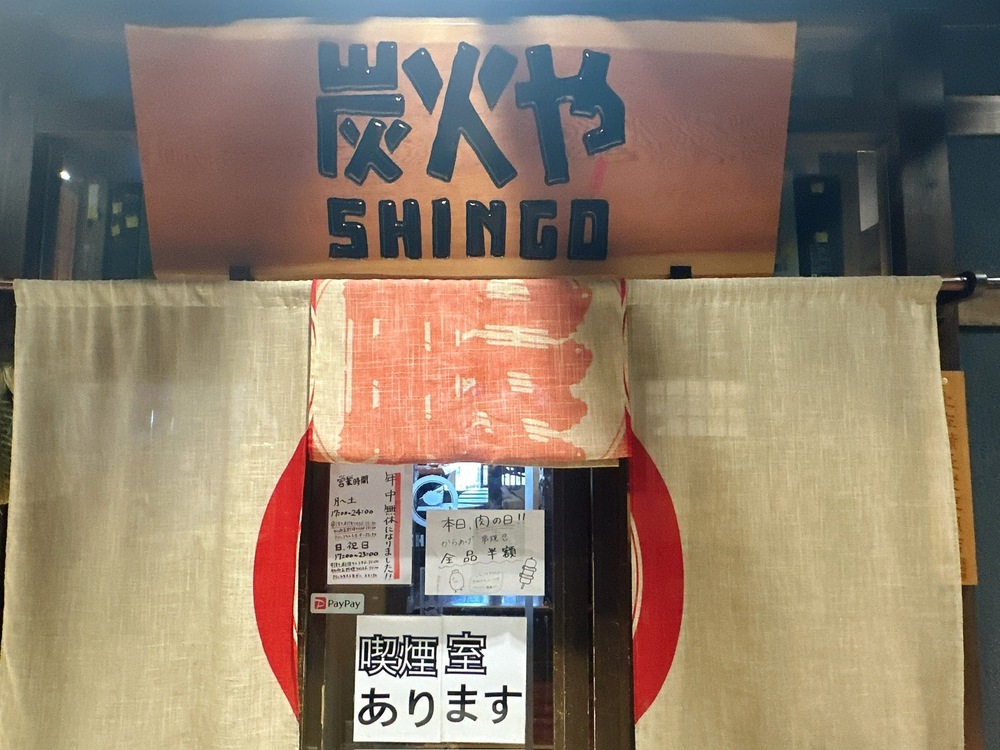 炭火や
SHINGO
営業時間
月〜土
17:00〜24:00
日、祝日
17:00〜23:00
年中無休になりました!!
本日、肉の日!!
全品半額
PayPay
喫煙室
あります